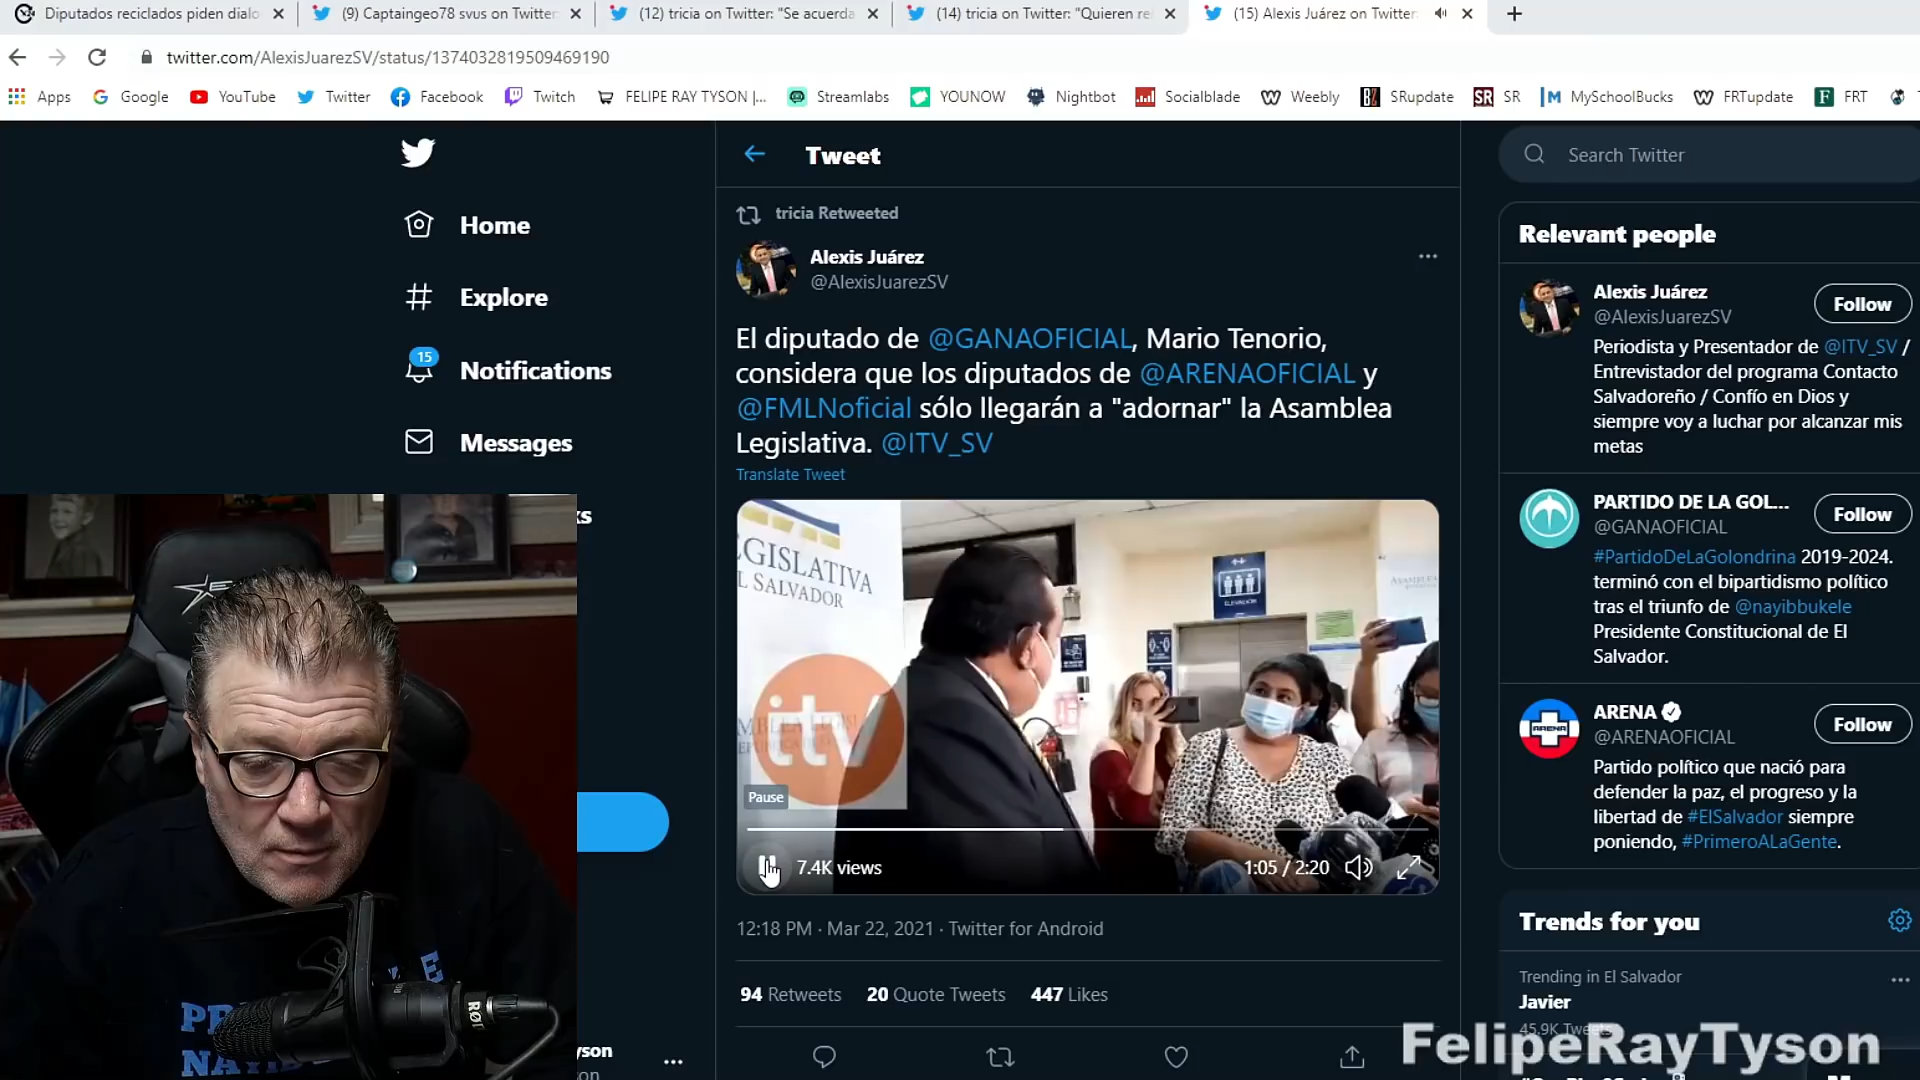 Diputados reciclados piden dialo
(9) Captaingeo78 svus on Twitter
(12) tricia on Twitter: "Se acuerda
(14) tricia on Twitter: "Quieren re
(15) Alexis Juárez on Twitter:
twitter.com/AlexisJuarezSV/status/1374032819509469190
Apps
Google
YouTube
Twitter
Facebook
Twitch
FELIPE RAY TYSON |...
Streamlabs
YOUNOW
Nightbot
Socialblade
Weebly
SRupdate
SR
MySchoolBucks
FRTupdate
FRT
Home
Explore
15
Notifications
Messages
ks
Tweet
tricia Retweeted
Alexis Juárez
@AlexisJuarezSV
El diputado de @GANAOFICIAL, Mario Tenorio,
considera que los diputados de @ARENAOFICIAL y
@FMLNoficial sólo llegarán a "adornar" la Asamblea
Legislativa. @ITV_SV
Translate Tweet
EGISLATIVA
L SALVADOR
itv
ELEVADOR
Pause
7.4K views
1:05 / 2:20
12:18 PM · Mar 22, 2021 · Twitter for Android
94 Retweets 20 Quote Tweets 447 Likes
Search Twitter
Relevant people
Alexis Juárez
@AlexisJuarezSV
Follow
Periodista y Presentador de @ITV_SV /
Entrevistador del programa Contacto
Salvadoreño / Confío en Dios y
siempre voy a luchar por alcanzar mis
metas
PARTIDO DE LA GOL...
@GANAOFICIAL
Follow
#PartidoDeLaGolondrina 2019-2024.
terminó con el bipartidismo político
tras el triunfo de @nayibbukele
Presidente Constitucional de El
Salvador.
ARENA
@ARENAOFICIAL
Follow
Partido político que nació para
defender la paz, el progreso y la
libertad de #ElSalvador siempre
poniendo, #PrimeroALaGente.
Trends for you
Trending in El Salvador
Javier
45.9K Tweets
yson
on
RØD
FelipeRayTyson